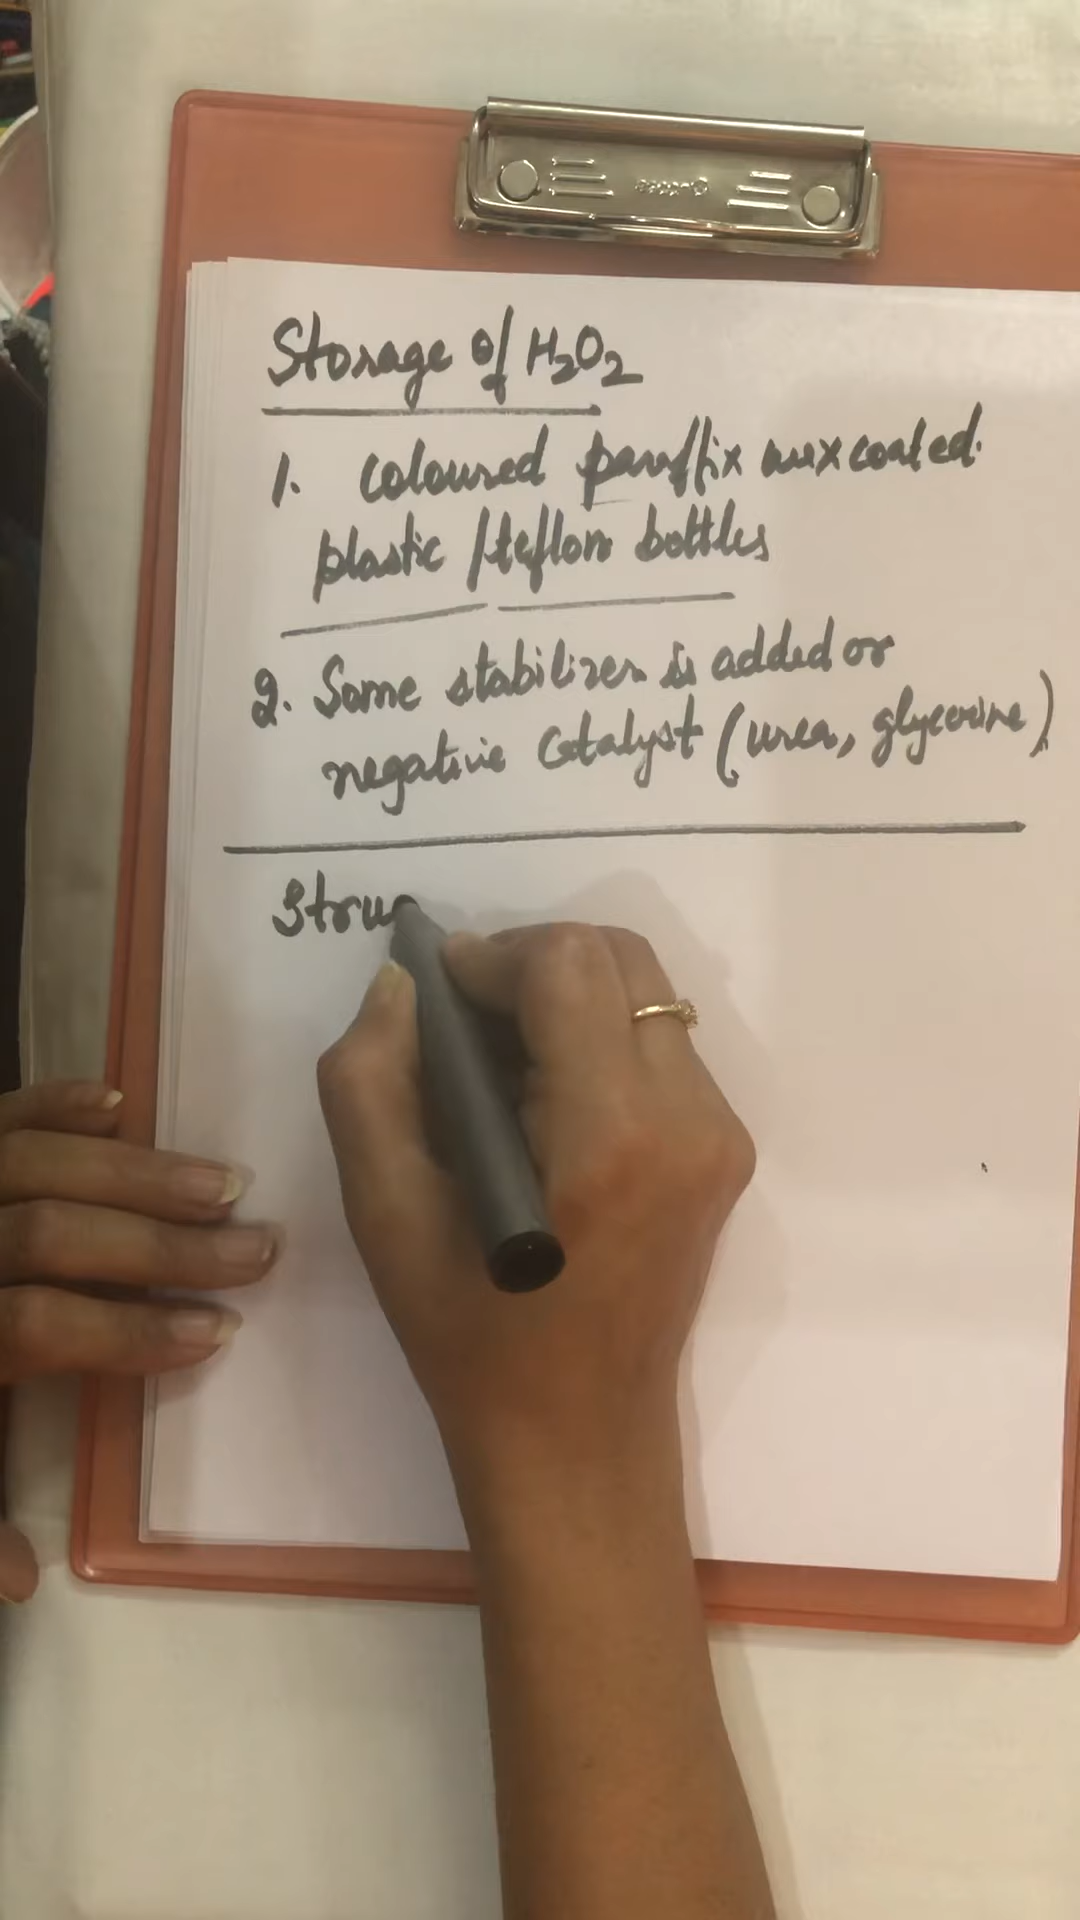 Storage of H₂O₂
1. coloured paraffix wax coated.
plastic / teflon bottles
2. Some stabilizer is added or
negative Catalyst (urea, glycerine)
Struc